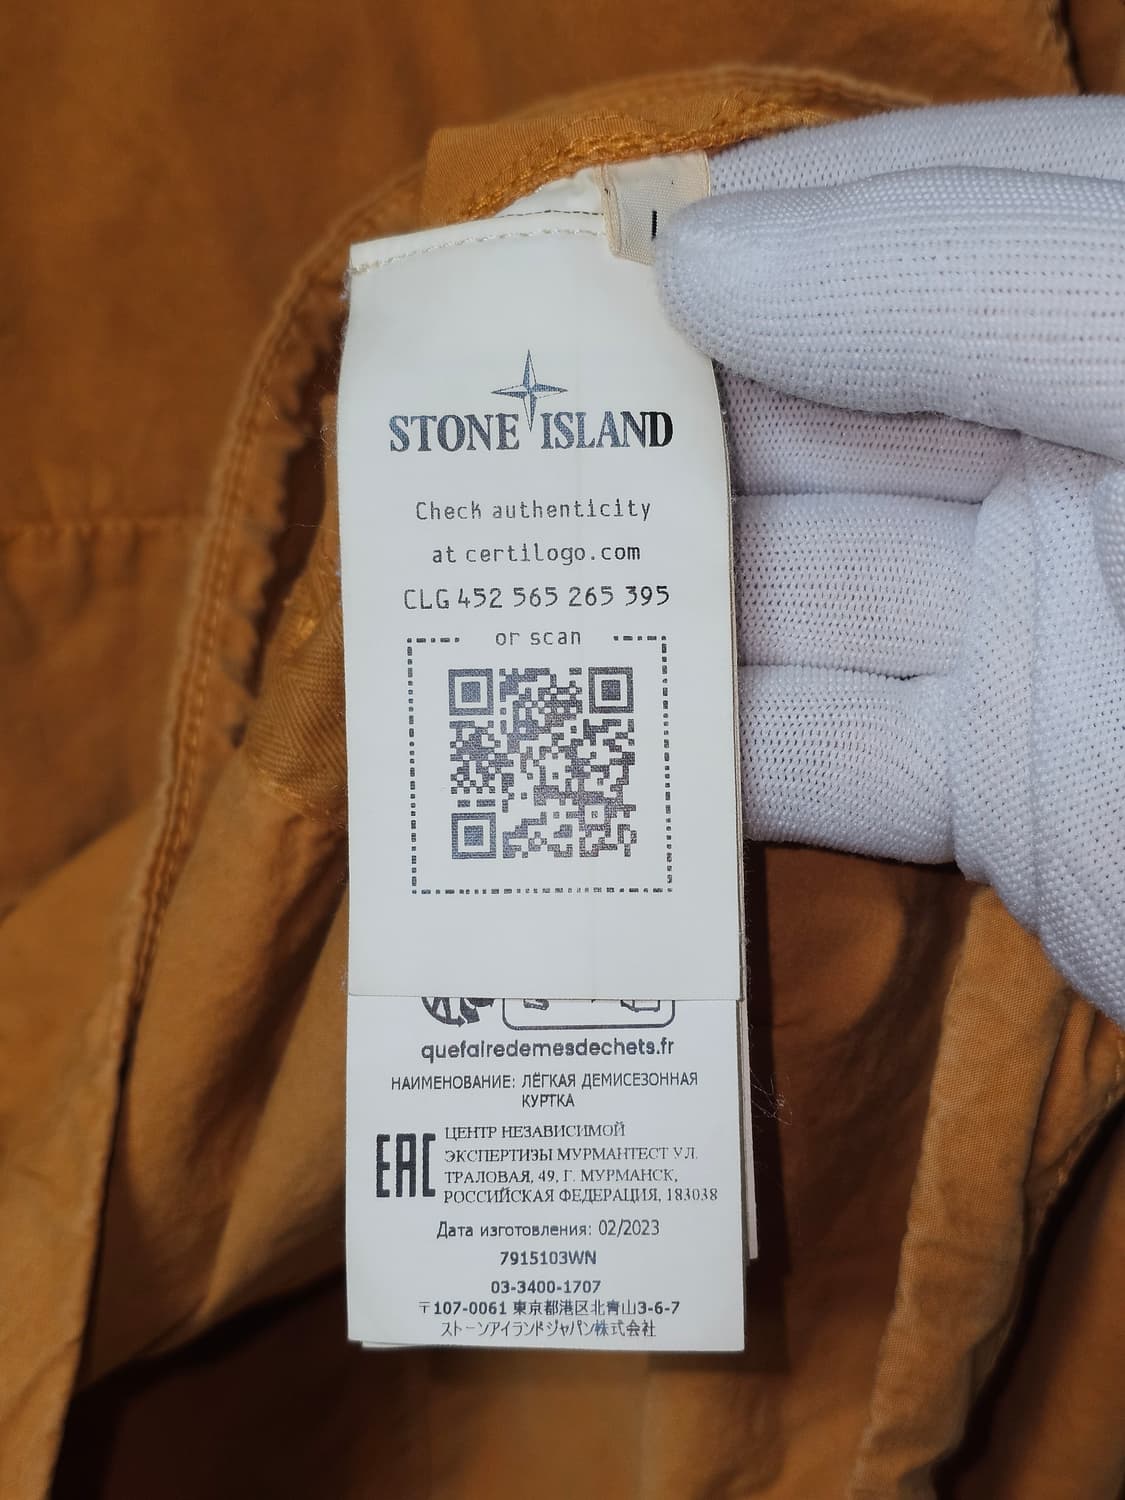 STONE ISLAND
Check authenticity
at certilogo.com
CLG 452 565 265 395
or scan
quefairedemesdechets.fr
НАИМЕНОВАНИЕ: ЛЁГКАЯ ДЕМИСЕЗОННАЯ
КУРТКА
EAC
ЦЕНТР НЕЗАВИСИМОЙ
ЭКСПЕРТИЗЫ МУРМАНТЕСТ УЛ.
ТРАЛОВАЯ, 49, Г. МУРМАНСК,
РОССИЙСКАЯ ФЕДЕРАЦИЯ, 183038
Дата изготовления: 02/2023
7915103WN
03-3400-1707
〒107-0061 東京都港区北青山3-6-7
ストーンアイランドジャパン株式会社